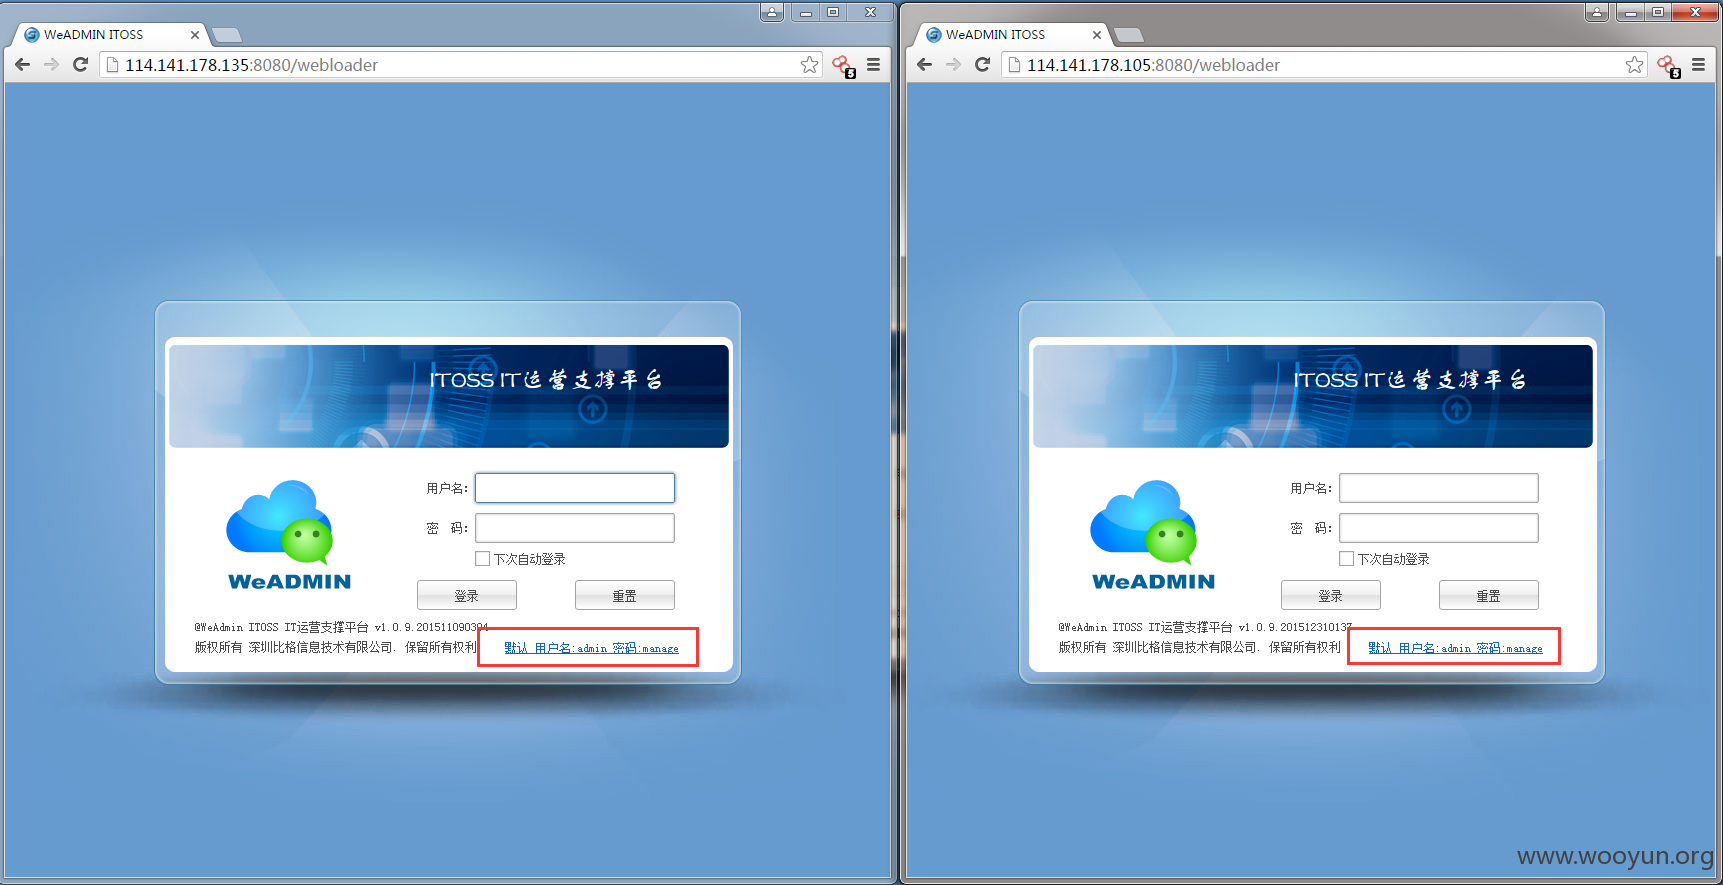 WeADMIN ITOSS
114.141.178.135:8080/webloader
ITOSS IT运营支撑平台
用户名:
密 码:
下次自动登录
WeADMIN
登录 重置
@WeAdmin ITOSS IT运营支撑平台 v1.0.9.201511090394
版权所有 深圳比格信息技术有限公司. 保留所有权利
默认 用户名:admin 密码:manage
WeADMIN ITOSS
114.141.178.105:8080/webloader
ITOSS IT运营支撑平台
用户名:
密 码:
下次自动登录
WeADMIN
登录 重置
@WeAdmin ITOSS IT运营支撑平台 v1.0.9.201512310137
版权所有 深圳比格信息技术有限公司. 保留所有权利
默认 用户名:admin 密码:manage
5
5
www.wooyun.org